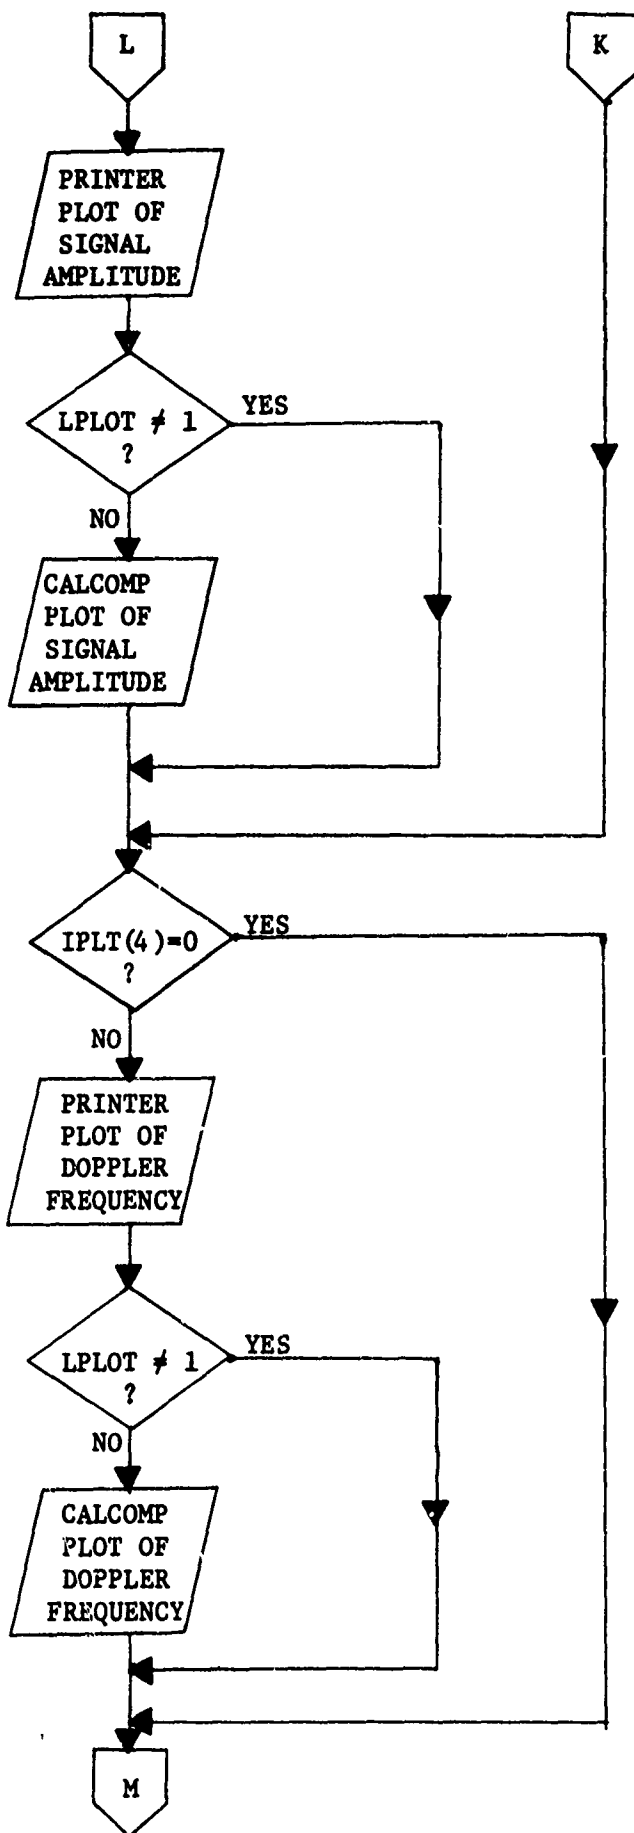 L
K
PRINTER
PLOT OF
SIGNAL
AMPLITUDE
LPLOT ≠ 1
?
YES
NO
CALCOMP
PLOT OF
SIGNAL
AMPLITUDE
IPLT(4)=0
?
YES
NO
PRINTER
PLOT OF
DOPPLER
FREQUENCY
LPLOT ≠ 1
?
YES
NO
CALCOMP
PLOT OF
DOPPLER
FREQUENCY
M